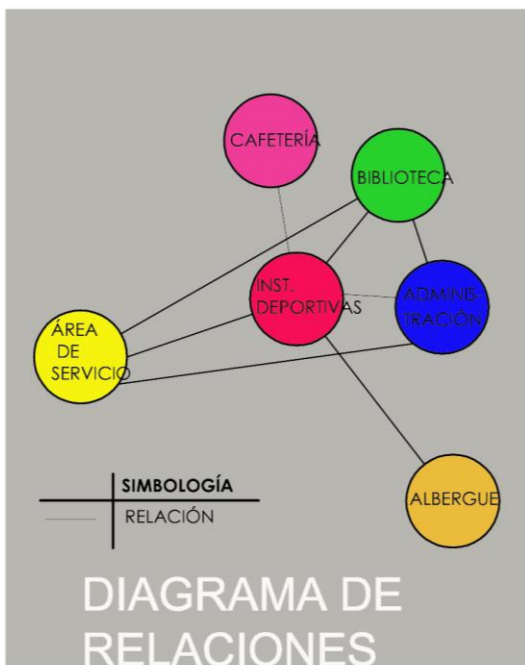 CAFETERÍA
BIBLIOTECA
INST.
DEPORTIVAS
ADMINIS-
TRACIÓN
ÁREA
DE
SERVICIO
ALBERGUE
SIMBOLOGÍA
RELACIÓN
DIAGRAMA DE
RELACIONES